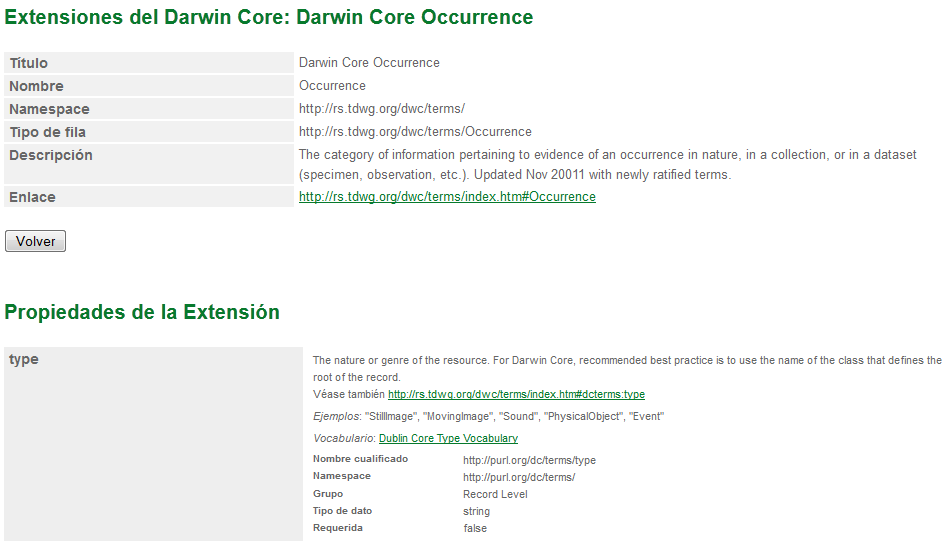 Extensiones del Darwin Core: Darwin Core Occurrence
Título Darwin Core Occurrence
Nombre Occurrence
Namespace http://rs.tdwg.org/dwc/terms/
Tipo de fila http://rs.tdwg.org/dwc/terms/Occurrence
Descripción The category of information pertaining to evidence of an occurrence in nature, in a collection, or in a dataset
(specimen, observation, etc.). Updated Nov 20011 with newly ratified terms.
Enlace http://rs.tdwg.org/dwc/terms/index.htm#Occurrence
Volver
Propiedades de la Extensión
type The nature or genre of the resource. For Darwin Core, recommended best practice is to use the name of the class that defines the
root of the record.
Véase también http://rs.tdwg.org/dwc/terms/index.htm#dcterms:type
Ejemplos: "StillImage", "MovingImage", "Sound", "PhysicalObject", "Event"
Vocabulario: Dublin Core Type Vocabulary
Nombre cualificado http://purl.org/dc/terms/type
Namespace http://purl.org/dc/terms/
Grupo Record Level
Tipo de dato string
Requerida false